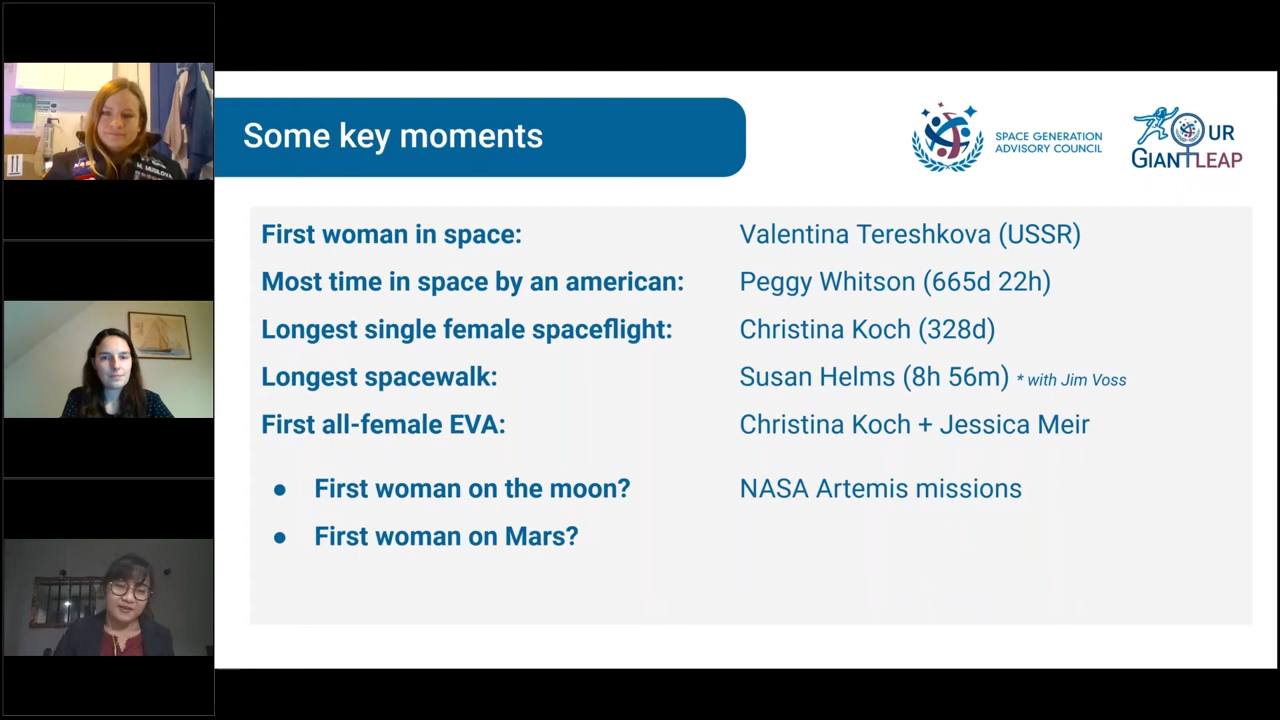 Some key moments
SPACE GENERATION
ADVISORY COUNCIL
OUR
GIANTLEAP
First woman in space: Valentina Tereshkova (USSR)
Most time in space by an american: Peggy Whitson (665d 22h)
Longest single female spaceflight: Christina Koch (328d)
Longest spacewalk: Susan Helms (8h 56m) * with Jim Voss
First all-female EVA: Christina Koch + Jessica Meir
● First woman on the moon? NASA Artemis missions
● First woman on Mars?
M. MUSILOVA